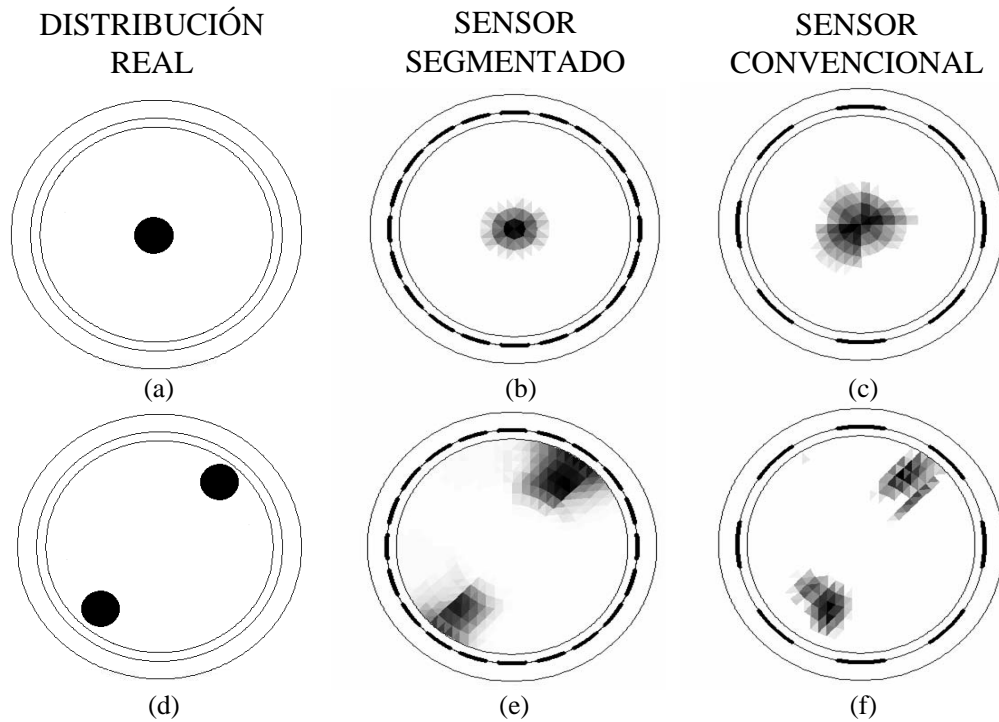 DISTRIBUCIÓN
REAL
SENSOR
SEGMENTADO
SENSOR
CONVENCIONAL
(a)
(b)
(c)
(d)
(e)
(f)